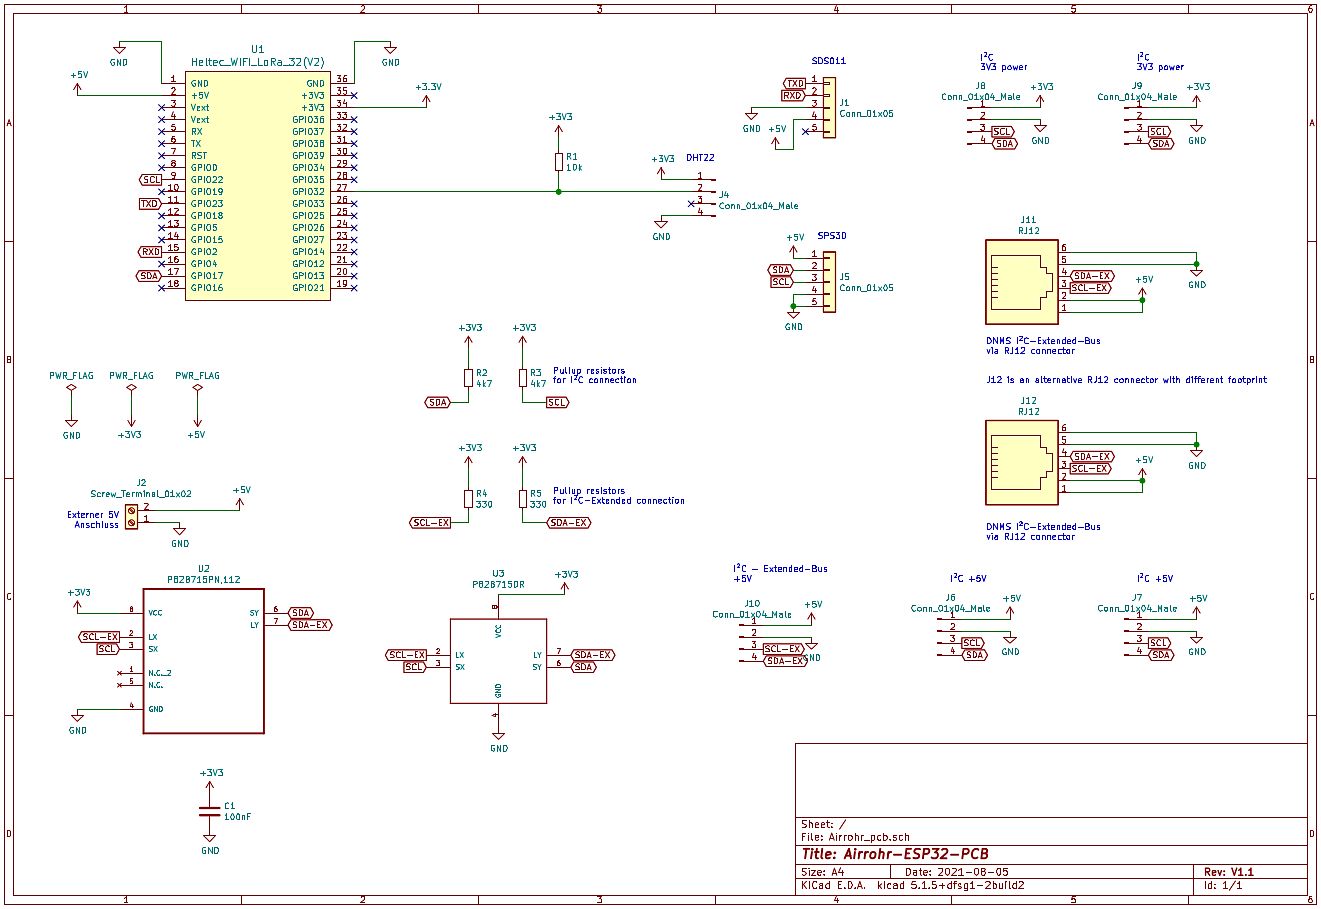 1 2 3 4 5 6
A
B
C
D
U1
Heltec_WIFI_LoRa_32(V2)
GND
+5V
GND
1 GND
2 +5V
3 Vext
4 Vext
5 RX
6 TX
7 RST
8 GPIO0
SCL 9 GPIO22
10 GPIO19
TXD 11 GPIO23
12 GPIO18
13 GPIO5
14 GPIO15
RXD 15 GPIO2
16 GPIO4
SDA 17 GPIO17
18 GPIO16
GND 36
+3V3 35
+3V3 34
GPIO36 33
GPIO37 32
GPIO38 31
GPIO39 30
GPIO34 29
GPIO35 28
GPIO32 27
GPIO33 26
GPIO25 25
GPIO26 24
GPIO27 23
GPIO14 22
GPIO12 21
GPIO13 20
GPIO21 19
+3.3V
+3V3
R1
10k
+3V3
DHT22
1
2
3
4
J4
Conn_01x04_Male
GND
SDS011
TXD 1
RXD 2
3
4
5
J1
Conn_01x05
GND
+5V
SPS30
+5V
1
SDA 2
SCL 3
4
5
J5
Conn_01x05
GND
I²C
3V3 power
J8
Conn_01x04_Male
+3V3
1
2
3 SCL
4 SDA
GND
I²C
3V3 power
J9
Conn_01x04_Male
+3V3
1
2
3 SCL
4 SDA
GND
J11
RJ12
6
5
4 SDA-EX
3 SCL-EX
2
1
+5V
GND
DNMS I²C-Extended-Bus
via RJ12 connector
J12 is an alternative RJ12 connector with different footprint
J12
RJ12
6
5
4 SDA-EX
3 SCL-EX
2
1
+5V
GND
DNMS I²C-Extended-Bus
via RJ12 connector
PWR_FLAG PWR_FLAG PWR_FLAG
GND +3V3 +5V
+3V3 +3V3
R2
4k7
R3
4k7
SDA SCL
Pullup resistors
for I²C connection
+3V3 +3V3
R4
330
R5
330
SCL-EX SDA-EX
Pullup resistors
for I²C-Extended connection
J2
Screw_Terminal_01x02
Externer 5V
Anschluss
2
1
+5V
GND
U2
P82B715PN,112
+3V3
8 VCC
SCL-EX 2 LX
SCL 3 SX
1 N.C._2
5 N.C.
4 GND
SY 6 SDA
LY 7 SDA-EX
GND
U3
P82B715DR
+3V3
8
VCC
SCL-EX 2 LX
SCL 3 SX
LY 7 SDA-EX
SY 6 SDA
GND
4
GND
I²C - Extended-Bus
+5V
J10
Conn_01x04_Male
+5V
1
2
3 SCL-EX
4 SDA-EX
GND
I²C +5V
J6
Conn_01x04_Male
+5V
1
2
3 SCL
4 SDA
GND
I²C +5V
J7
Conn_01x04_Male
+5V
1
2
3 SCL
4 SDA
GND
+3V3
C1
100nF
GND
Sheet: /
File: Airrohr_pcb.sch
Title: Airrohr-ESP32-PCB
Size: A4 Date: 2021-08-05 Rev: V1.1
KiCad E.D.A. kicad 5.1.5+dfsg1-2build2 Id: 1/1
A
B
C
D
1 2 3 4 5 6